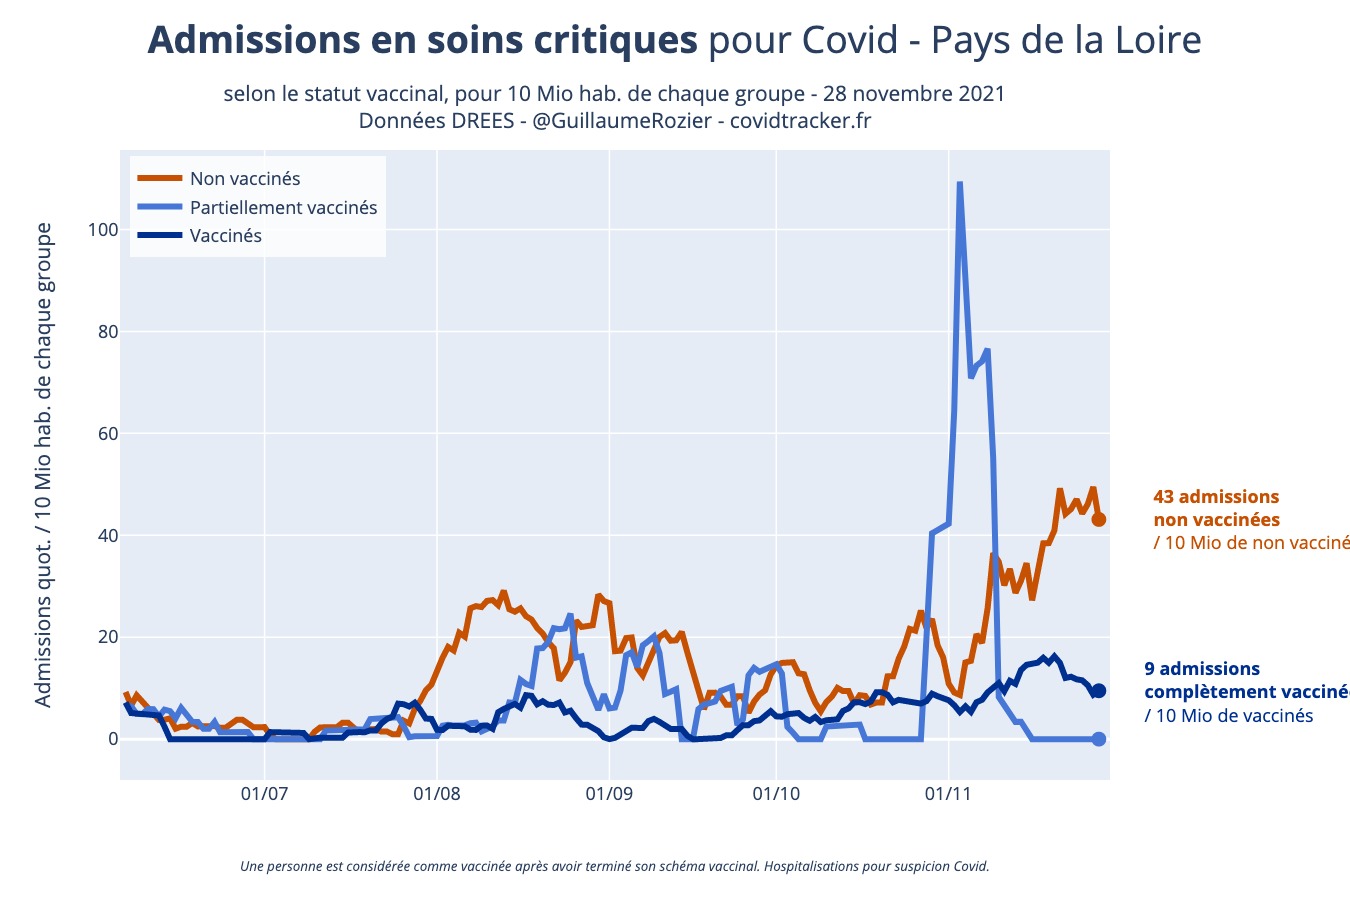 Admissions en soins critiques pour Covid - Pays de la Loire
selon le statut vaccinal, pour 10 Mio hab. de chaque groupe - 28 novembre 2021
Données DREES - @GuillaumeRozier - covidtracker.fr
Non vaccinés
Partiellement vaccinés
Vaccinés
Admissions quot. / 10 Mio hab. de chaque groupe
100
80
60
40
20
0
01/07
01/08
01/09
01/10
01/11
43 admissions
non vaccinées
/ 10 Mio de non vacciné
9 admissions
complètement vacciné
/ 10 Mio de vaccinés
Une personne est considérée comme vaccinée après avoir terminé son schéma vaccinal. Hospitalisations pour suspicion Covid.